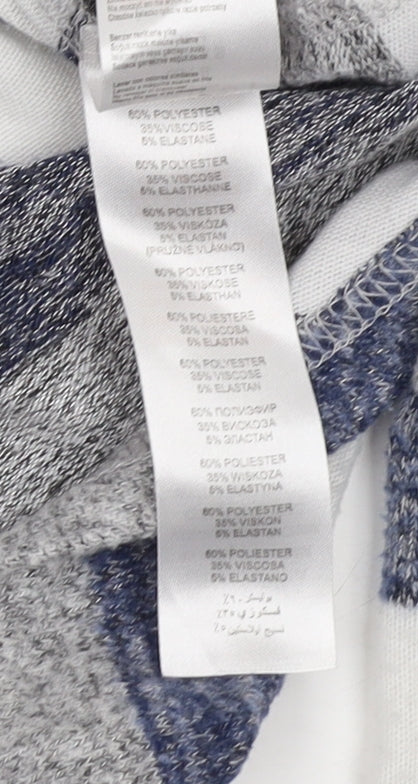 60% POLYESTER
35%VISCOSE
5% ELASTANE
60% POLYESTER
35% VISCOSE
5% ELASTHANNE
60% POLYESTER
35% VISKÓZA
5% ELASTAN
(PRUŽNÉ VLÁKNO)
60% POLYESTER
35% VISKOSE
5% ELASTHAN
60% POLIESTERE
35% VISCOSA
5% ELASTAN
60% POLYESTER
35% VISCOSE
5% ELASTAN
60% ПОЛИЭФИР
35% ВИСКОЗА
5% ЭЛАСТАН
60% POLIESTER
35% WISKOZA
5% ELASTYNA
60% POLYESTER
35% VISKON
5% ELASTAN
60% POLIESTER
35% VISCOSA
5% ELASTANO